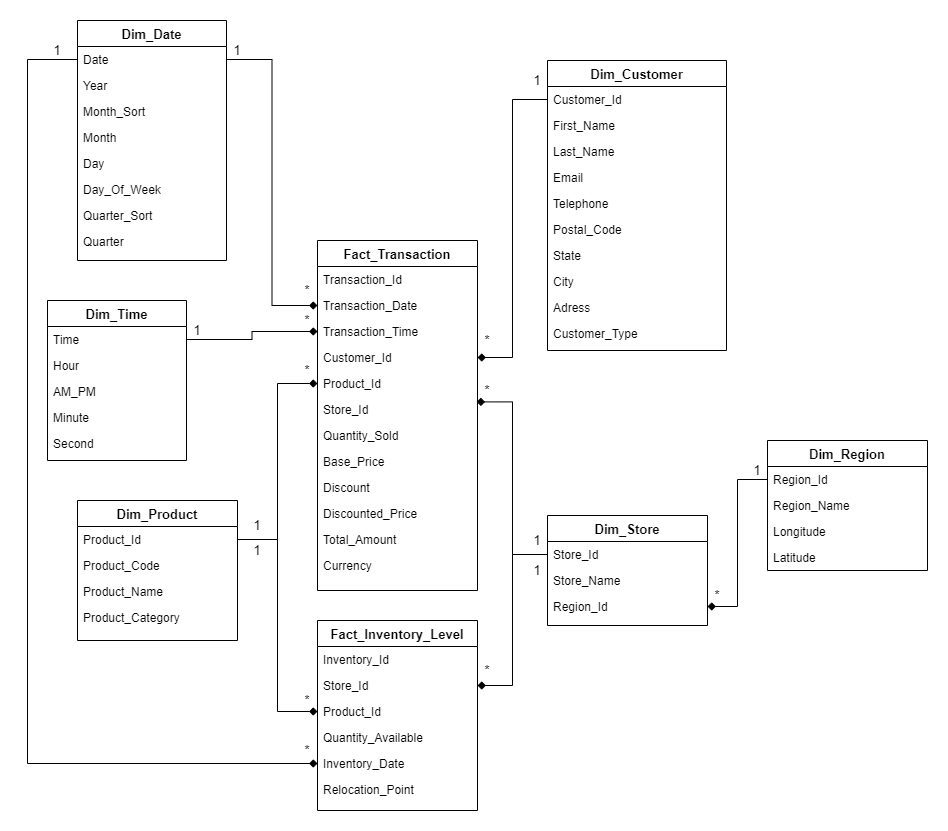 Dim_Date
1
1
Date
Year
Month_Sort
Month
Day
Day_Of_Week
Quarter_Sort
Quarter
Dim_Customer
1
Customer_Id
First_Name
Last_Name
Email
Telephone
Postal_Code
State
City
Adress
Customer_Type
Fact_Transaction
Transaction_Id
*
Transaction_Date
*
Transaction_Time
*
Customer_Id
*
Product_Id
*
Store_Id
Quantity_Sold
Base_Price
Discount
Discounted_Price
Total_Amount
Currency
Dim_Time
1
Time
Hour
AM_PM
Minute
Second
Dim_Product
1
1
Product_Id
Product_Code
Product_Name
Product_Category
Dim_Store
1
1
Store_Id
Store_Name
Region_Id
*
Dim_Region
1
Region_Id
Region_Name
Longitude
Latitude
Fact_Inventory_Level
Inventory_Id
*
Store_Id
*
Product_Id
Quantity_Available
*
Inventory_Date
Relocation_Point